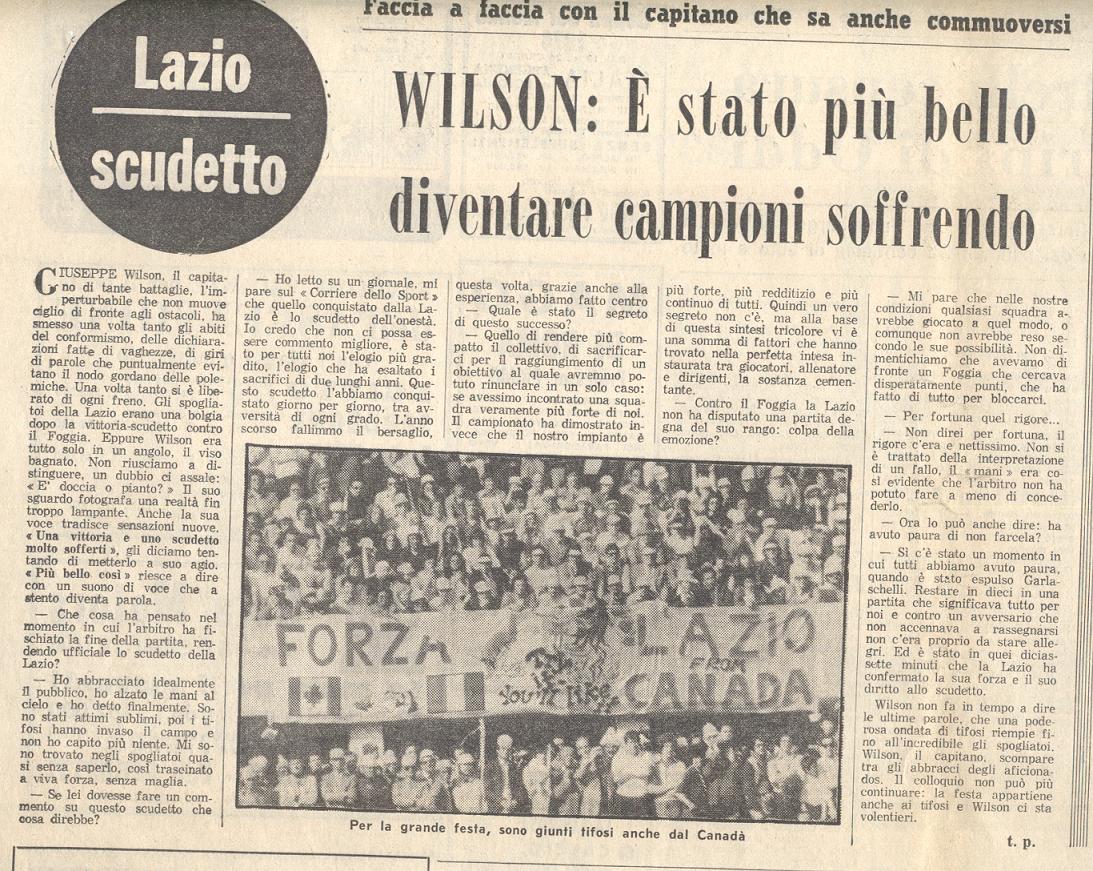 Faccia a faccia con il capitano che sa anche commuoversi
Lazio
scudetto
WILSON: È stato più bello
diventare campioni soffrendo
GIUSEPPE Wilson, il capita-
no di tante battaglie, l'im-
perturbabile che non muove
ciglio di fronte agli ostacoli, ha
smesso una volta tanto gli abiti
del conformismo, delle dichiara-
zioni fatte di vaghezze, di giri
di parole che puntualmente evi-
tano il nodo gordano delle pole-
miche. Una volta tanto si è libe-
rato di ogni freno. Gli spoglia-
toi della Lazio erano una bolgia
dopo la vittoria-scudetto contro
il Foggia. Eppure Wilson era
tutto solo in un angolo, il viso
bagnato. Non riusciamo a di-
stinguere, un dubbio ci assale:
« E' doccia o pianto? » Il suo
sguardo fotografa una realtà fin
troppo lampante. Anche la sua
voce tradisce sensazioni nuove.
« Una vittoria e uno scudetto
molto sofferti », gli diciamo ten-
tando di metterlo a suo agio.
« Più bello così » riesce a dire
con un suono di voce che a
stento diventa parola.
— Che cosa ha pensato nel
momento in cui l'arbitro ha fi-
schiato la fine della partita, ren-
dendo ufficiale lo scudetto della
Lazio?
— Ho abbracciato idealmente
il pubblico, ho alzato le mani al
cielo e ho detto finalmente. So-
no stati attimi sublimi, poi i ti-
fosi hanno invaso il campo e
non ho capito più niente. Mi so-
no trovato negli spogliatoi qua-
si senza saperlo, così trascinato
a viva forza, senza maglia.
— Se lei dovesse fare un com-
mento su questo scudetto che
cosa direbbe?
— Ho letto su un giornale, mi
pare sul « Corriere dello Sport »
che quello conquistato dalla La-
zio è lo scudetto dell'onestà.
Io credo che non ci possa es-
sere commento migliore, è sta-
to per tutti noi l'elogio più gra-
dito, l'elogio che ha esaltato i
sacrifici di due lunghi anni. Que-
sto scudetto l'abbiamo conqui-
stato giorno per giorno, tra av-
versità di ogni grado. L'anno
scorso fallimmo il bersaglio,
questa volta, grazie anche alla
esperienza, abbiamo fatto centro
— Quale è stato il segreto
di questo successo?
— Quello di rendere più com-
patto il collettivo, di sacrificar-
ci per il raggiungimento di un
obiettivo al quale avremmo po-
tuto rinunciare in un solo caso:
se avessimo incontrato una squa-
dra veramente più forte di noi.
Il campionato ha dimostrato in-
vece che il nostro impianto è
più forte, più redditizio e più
continuo di tutti. Quindi un vero
segreto non c'è, ma alla base
di questa sintesi tricolore vi è
una somma di fattori che hanno
trovato nella perfetta intesa in-
staurata tra giocatori, allenatore
e dirigenti, la sostanza cemen-
tante.
— Contro il Foggia la Lazio
non ha disputato una partita de-
gna del suo rango: colpa della
emozione?
— Mi pare che nelle nostre
condizioni qualsiasi squadra a-
vrebbe giocato a quel modo, o
comunque non avrebbe reso se-
condo le sue possibilità. Non di-
mentichiamo che avevamo di
fronte un Foggia che cercava
disperatamente punti, che ha
fatto di tutto per bloccarci.
— Per fortuna quel rigore...
— Non direi per fortuna, il
rigore c'era e nettissimo. Non si
è trattato della interpretazione
di un fallo, il « mani » era co-
sì evidente che l'arbitro non ha
potuto fare a meno di conce-
derlo.
— Ora lo può anche dire: ha
avuto paura di non farcela?
— Sì c'è stato un momento in
cui tutti abbiamo avuto paura,
quando è stato espulso Garla-
schelli. Restare in dieci in una
partita che significava tutto per
noi e contro un avversario che
non accennava a rassegnarsi
non c'era proprio da stare alle-
gri. Ed è stato in quei dicias-
sette minuti che la Lazio ha
confermato la sua forza e il suo
diritto allo scudetto.
Wilson non fa in tempo a dire
le ultime parole, che una pode-
rosa ondata di tifosi riempie fi-
no all'incredibile gli spogliatoi.
Wilson, il capitano, scompare
tra gli abbracci degli aficiona-
dos. Il colloquio non può più
continuare: la festa appartiene
anche ai tifosi e Wilson ci sta
volentieri.
t. p.
FORZA LAZIO
FROM
CANADA
Per la grande festa, sono giunti tifosi anche dal Canadà